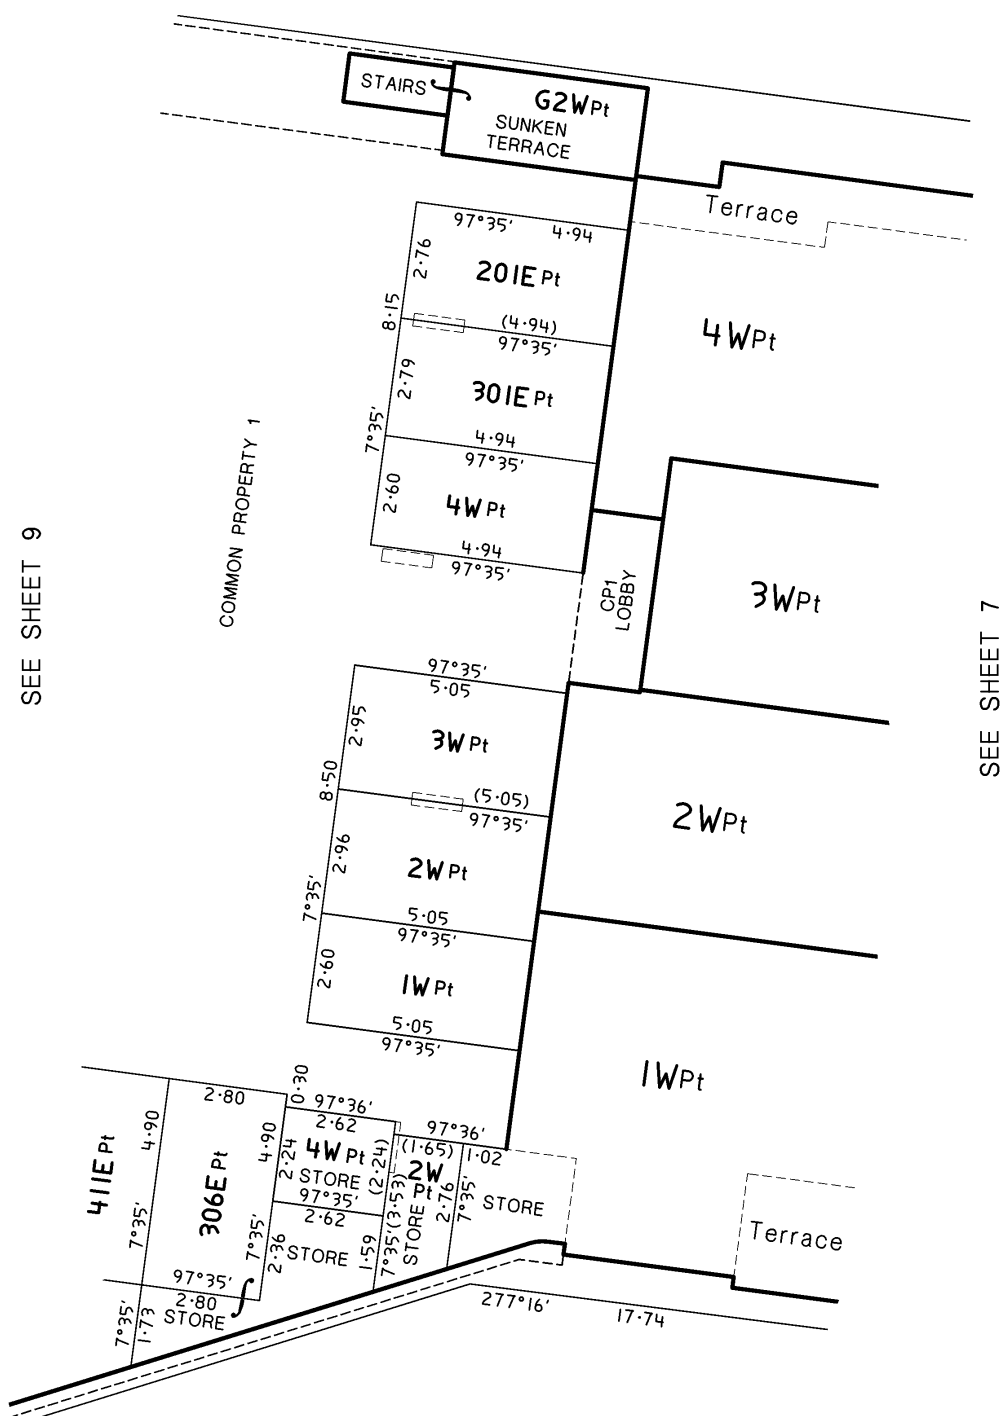 STAIRS
G2W Pt
SUNKEN
TERRACE
Terrace
97°35'
4·94
2·76
201E Pt
8·15
(4·94)
97°35'
4W Pt
2·79
301E Pt
7°35'
4·94
97°35'
2·60
4W Pt
4·94
97°35'
COMMON PROPERTY 1
SEE SHEET 9
CP1
LOBBY
3W Pt
SEE SHEET 7
97°35'
5·05
2·95
3W Pt
8·50
(5·05)
97°35'
2W Pt
2·96
2W Pt
7°35'
5·05
97°35'
2·60
1W Pt
5·05
97°35'
1W Pt
2·80
0·30
97°36'
2·62
97°36'
(1·65)
1·02
4·90
4·90
411E Pt
306E Pt
7°35'
7°35'
2·24
4W Pt
STORE
(2·24)
97°35'
2·62
2W
Pt
STORE
7°35'
(3·53)
2·76
7°35'
STORE
2·36
STORE
1·59
97°35'
2·80
STORE
7°35'
1·73
Terrace
277°16'
17·74